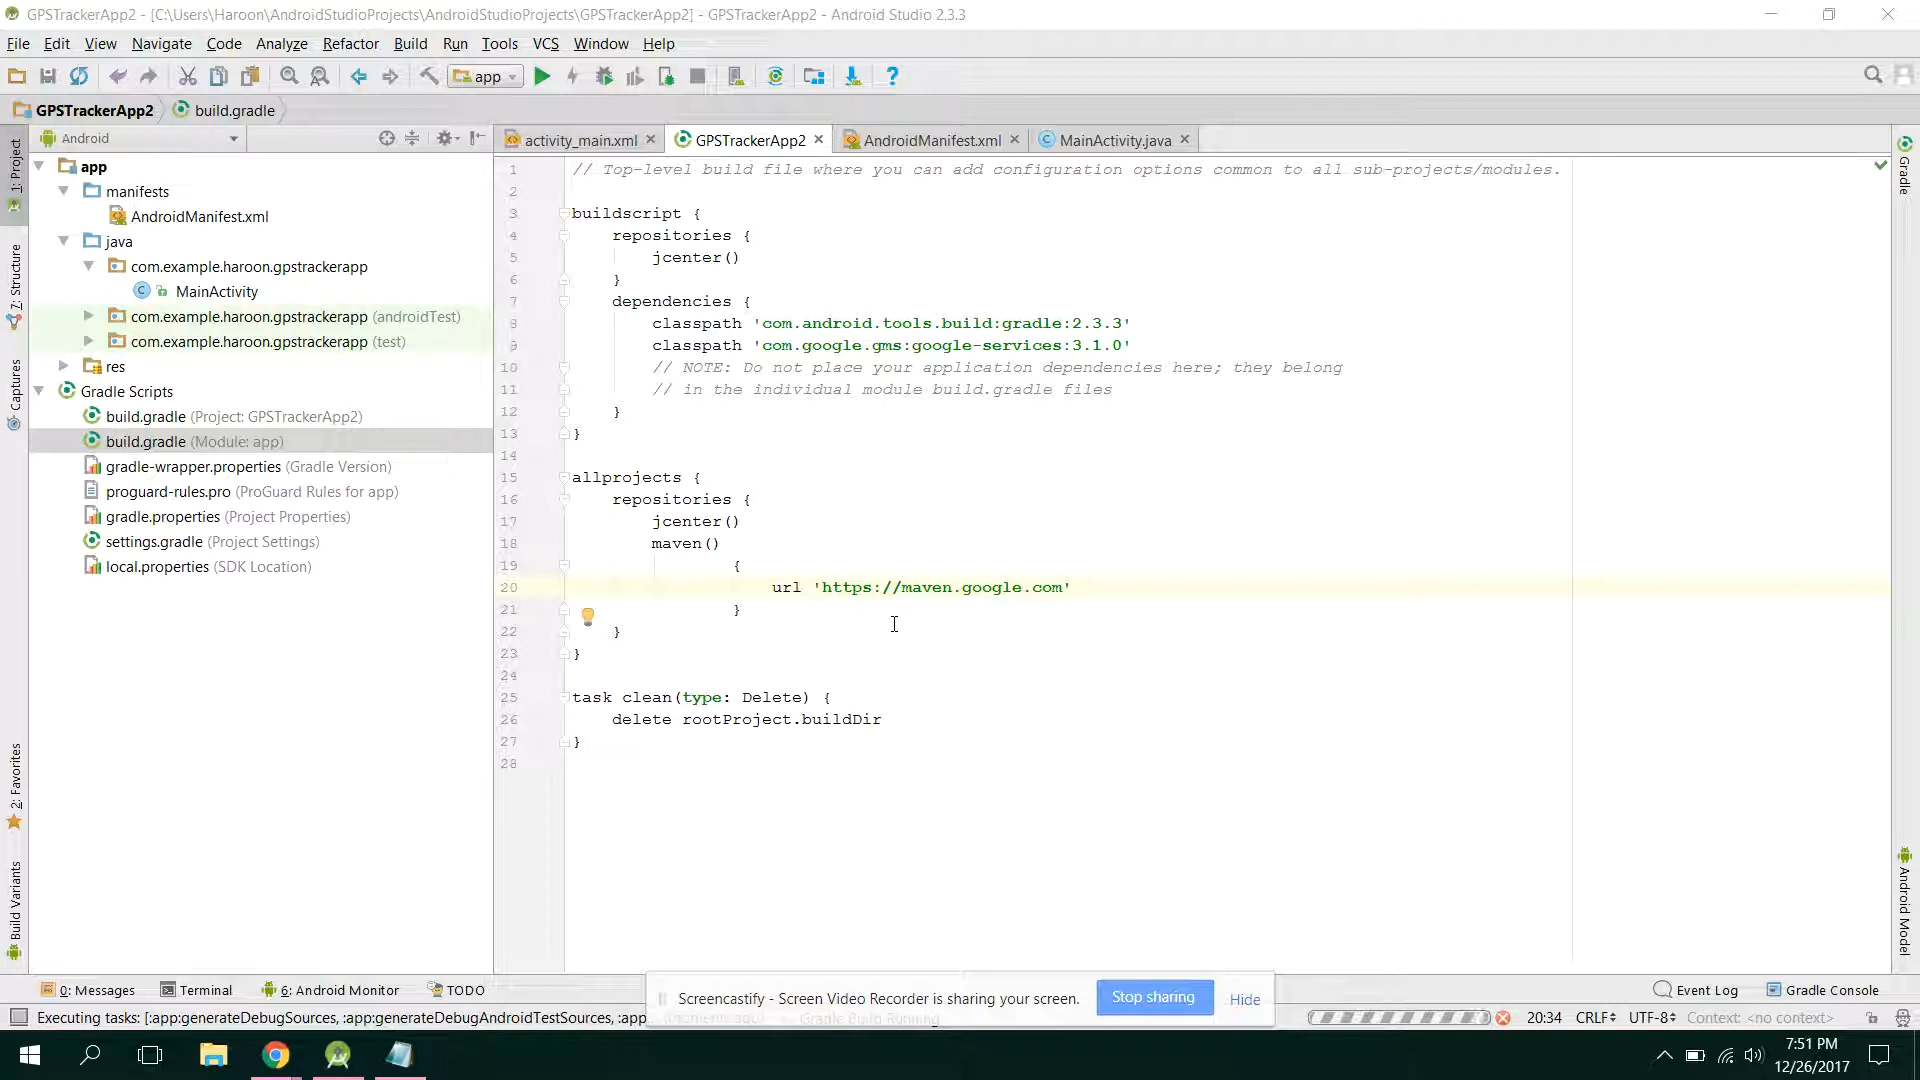 GPSTrackerApp2 - [C:\Users\Haroon\AndroidStudioProjects\AndroidStudioProjects\GPSTrackerApp2] - GPSTrackerApp2 - Android Studio 2.3.3
File Edit View Navigate Code Analyze Refactor Build Run Tools VCS Window Help
app
GPSTrackerApp2 build.gradle
Android
activity_main.xml GPSTrackerApp2 AndroidManifest.xml MainActivity.java
1: Project
7: Structure
Captures
2: Favorites
Build Variants
app
manifests
AndroidManifest.xml
java
com.example.haroon.gpstrackerapp
MainActivity
com.example.haroon.gpstrackerapp (androidTest)
com.example.haroon.gpstrackerapp (test)
res
Gradle Scripts
build.gradle (Project: GPSTrackerApp2)
build.gradle (Module: app)
gradle-wrapper.properties (Gradle Version)
proguard-rules.pro (ProGuard Rules for app)
gradle.properties (Project Properties)
settings.gradle (Project Settings)
local.properties (SDK Location)
1 // Top-level build file where you can add configuration options common to all sub-projects/modules.
2
3 buildscript {
4 repositories {
5 jcenter()
6 }
7 dependencies {
8 classpath 'com.android.tools.build:gradle:2.3.3'
9 classpath 'com.google.gms:google-services:3.1.0'
10 // NOTE: Do not place your application dependencies here; they belong
11 // in the individual module build.gradle files
12 }
13 }
14
15 allprojects {
16 repositories {
17 jcenter()
18 maven()
19 {
20 url 'https://maven.google.com'
21 }
22 }
23 }
24
25 task clean(type: Delete) {
26 delete rootProject.buildDir
27 }
28
Gradle
Android Model
0: Messages Terminal 6: Android Monitor TODO
Event Log Gradle Console
Screencastify - Screen Video Recorder is sharing your screen. Stop sharing Hide
Executing tasks: [:app:generateDebugSources, :app:generateDebugAndroidTestSources, :app
Gradle Build Running
20:34 CRLF UTF-8 Context: <no context>
7:51 PM
12/26/2017